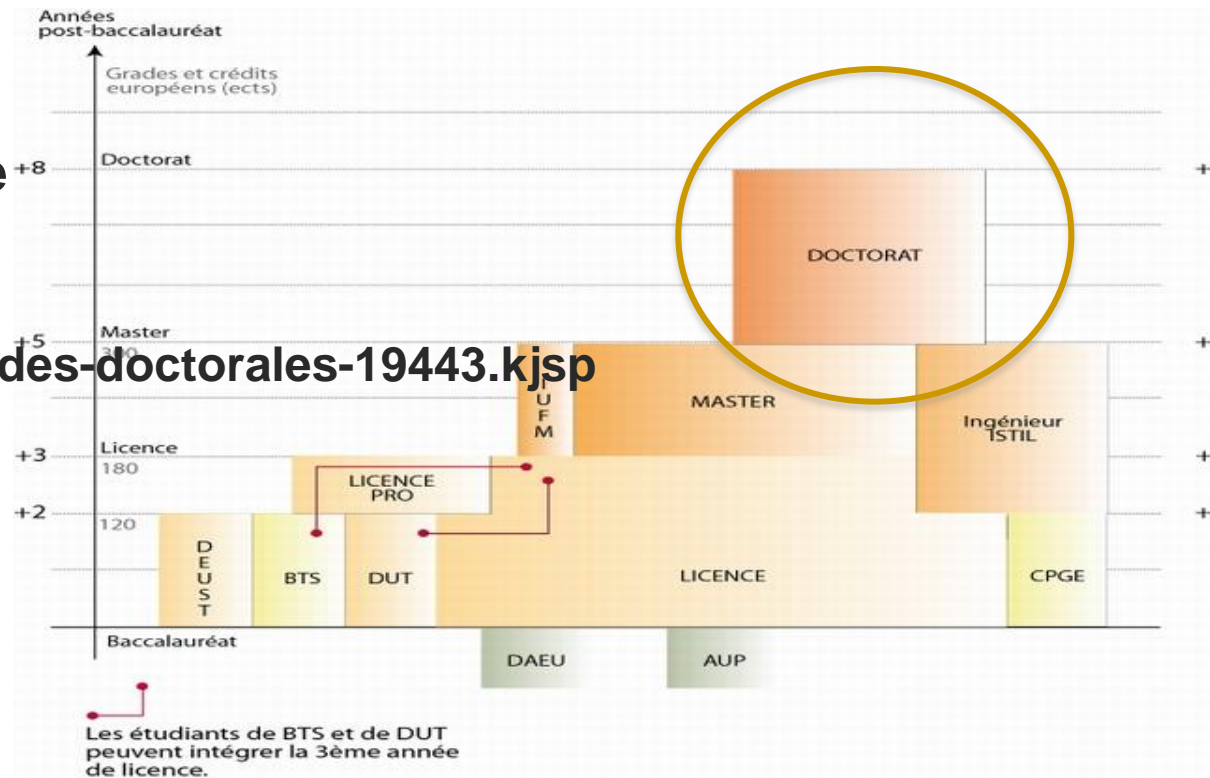 Années
post-baccalauréat
Grades et crédits
européens (ects)
+8
Doctorat
DOCTORAT
+5
Master
300
des-doctorales-19443.kjsp
U
F
M
MASTER
Ingénieur
ISTIL
+3
Licence
180
LICENCE
PRO
+2
120
D
E
U
S
T
BTS
DUT
LICENCE
CPGE
Baccalauréat
DAEU
AUP
Les étudiants de BTS et de DUT
peuvent intégrer la 3ème année
de licence.